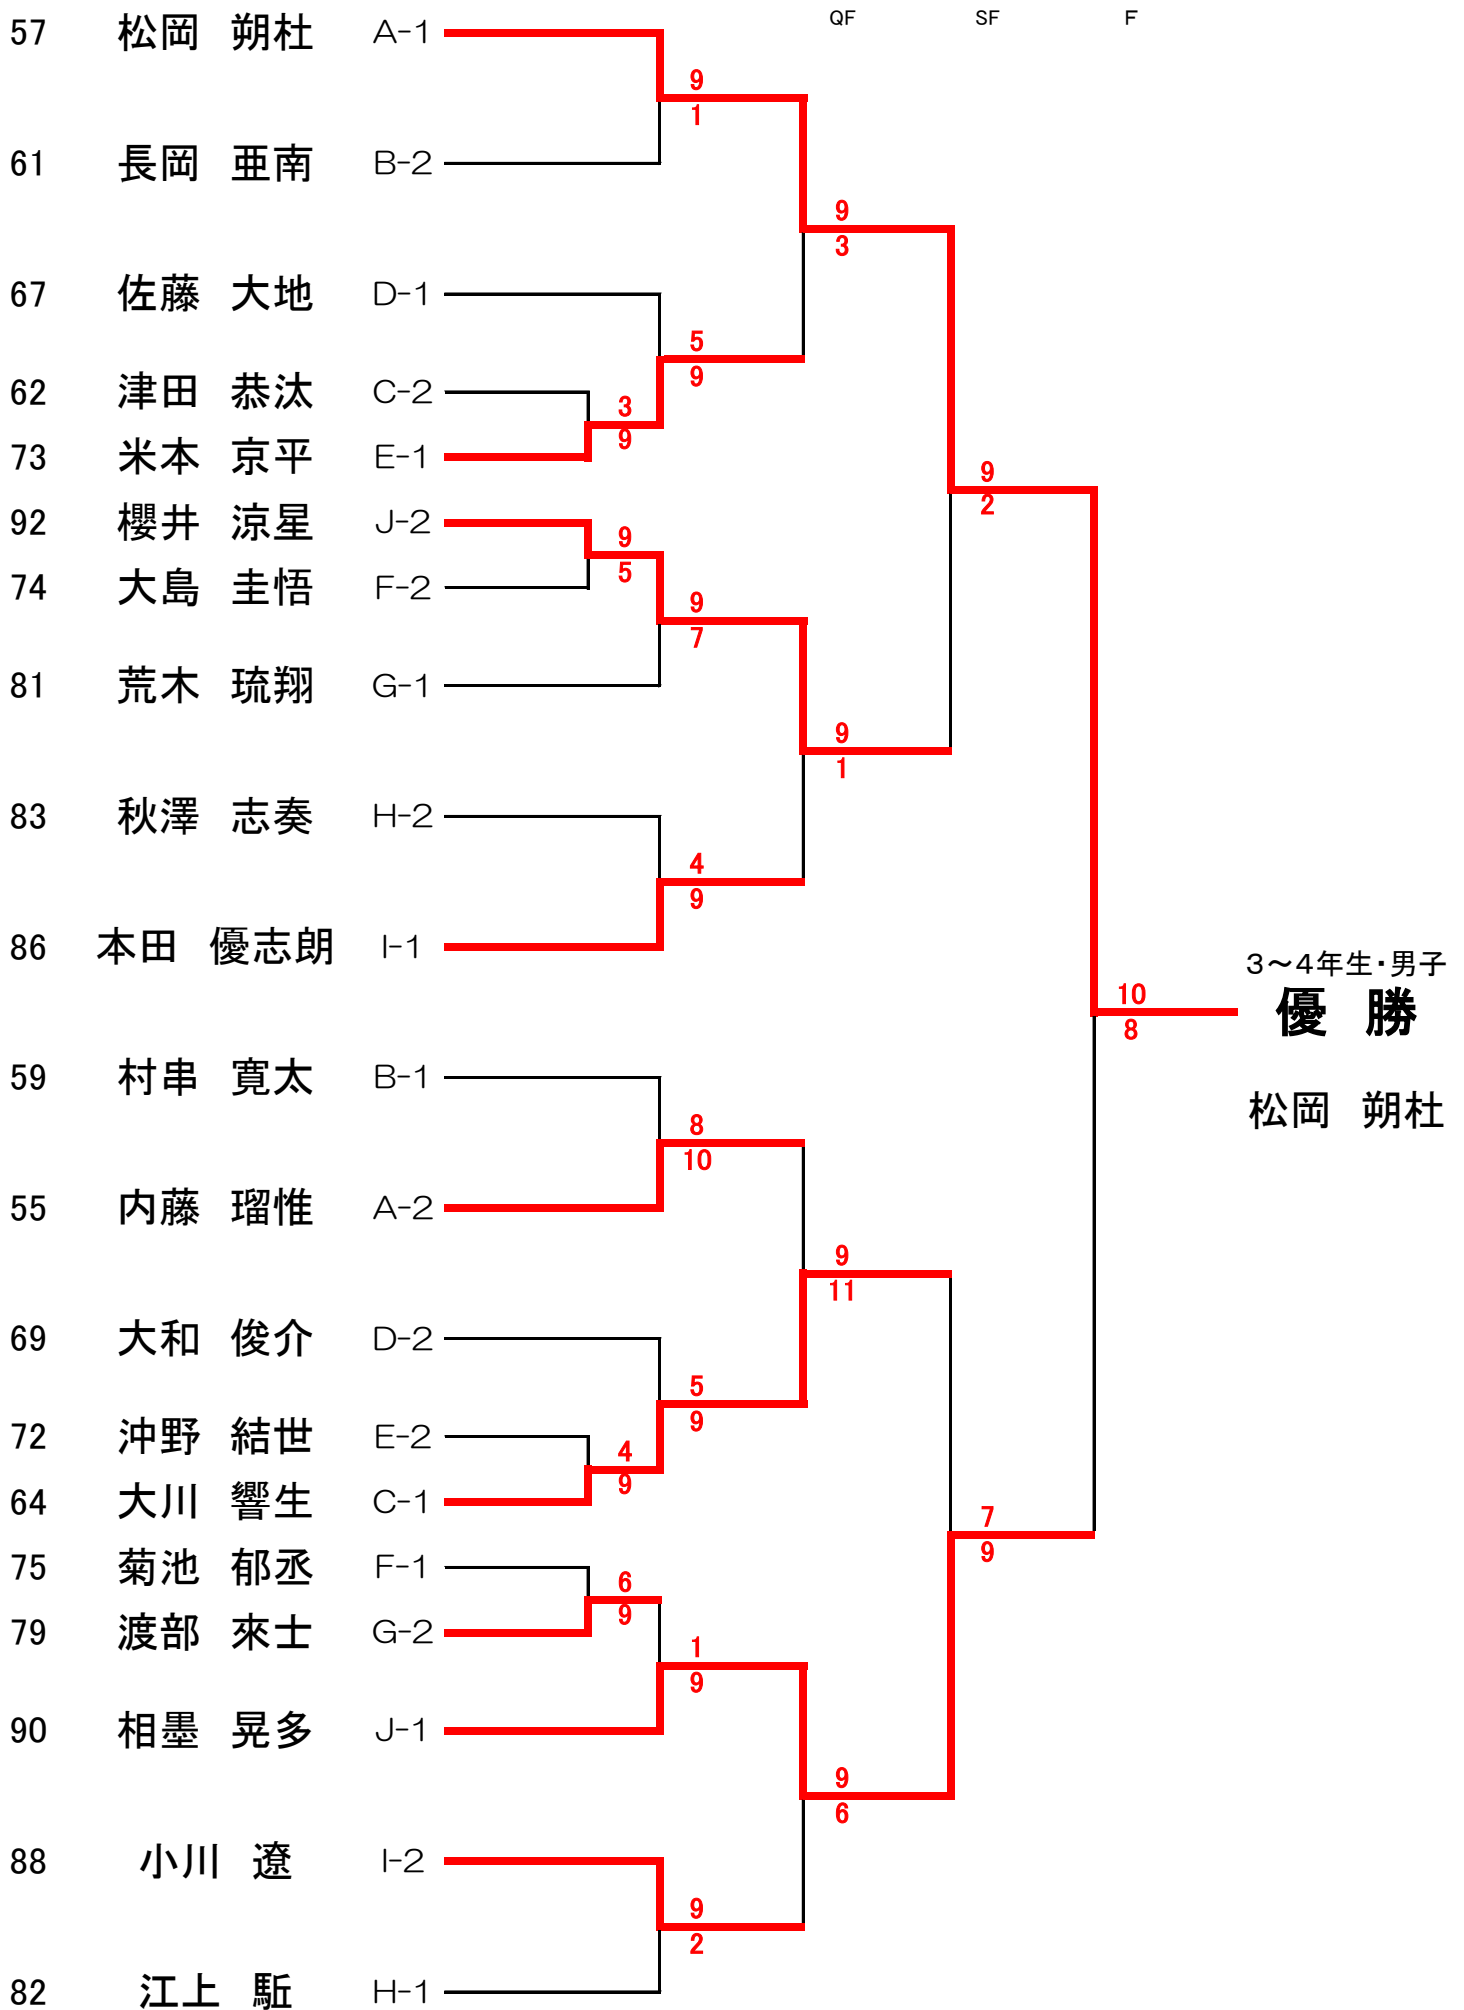 QF SF F
57 松岡 朔杜 A-1
9
1
61 長岡 亜南 B-2
9
3
67 佐藤 大地 D-1
5
9
62 津田 恭汰 C-2
3
9
73 米本 京平 E-1
9
2
92 櫻井 涼星 J-2
9
5
74 大島 圭悟 F-2
9
7
81 荒木 琉翔 G-1
9
1
83 秋澤 志奏 H-2
4
9
86 本田 優志朗 I-1
3～4年生・男子
10
8
優 勝
59 村串 寛太 B-1
松岡 朔杜
8
10
55 内藤 瑠惟 A-2
9
11
69 大和 俊介 D-2
5
9
72 沖野 結世 E-2
4
9
64 大川 響生 C-1
7
9
75 菊池 郁丞 F-1
6
9
79 渡部 來士 G-2
1
9
90 相墨 晃多 J-1
9
6
88 小川 遼 I-2
9
2
82 江上 駈 H-1